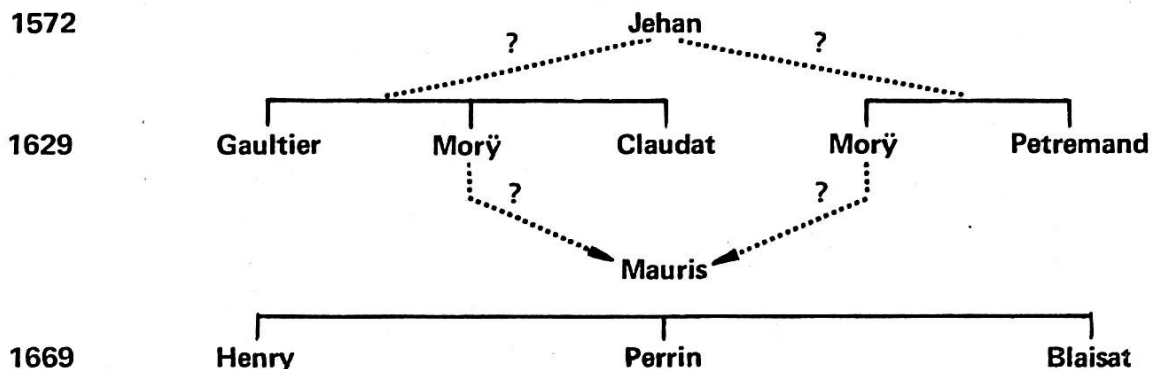 1572 Jehan
? ?
1629 Gaultier Morÿ Claudat Morÿ Petremand
? ?
Mauris
1669 Henry Perrin Blaisat